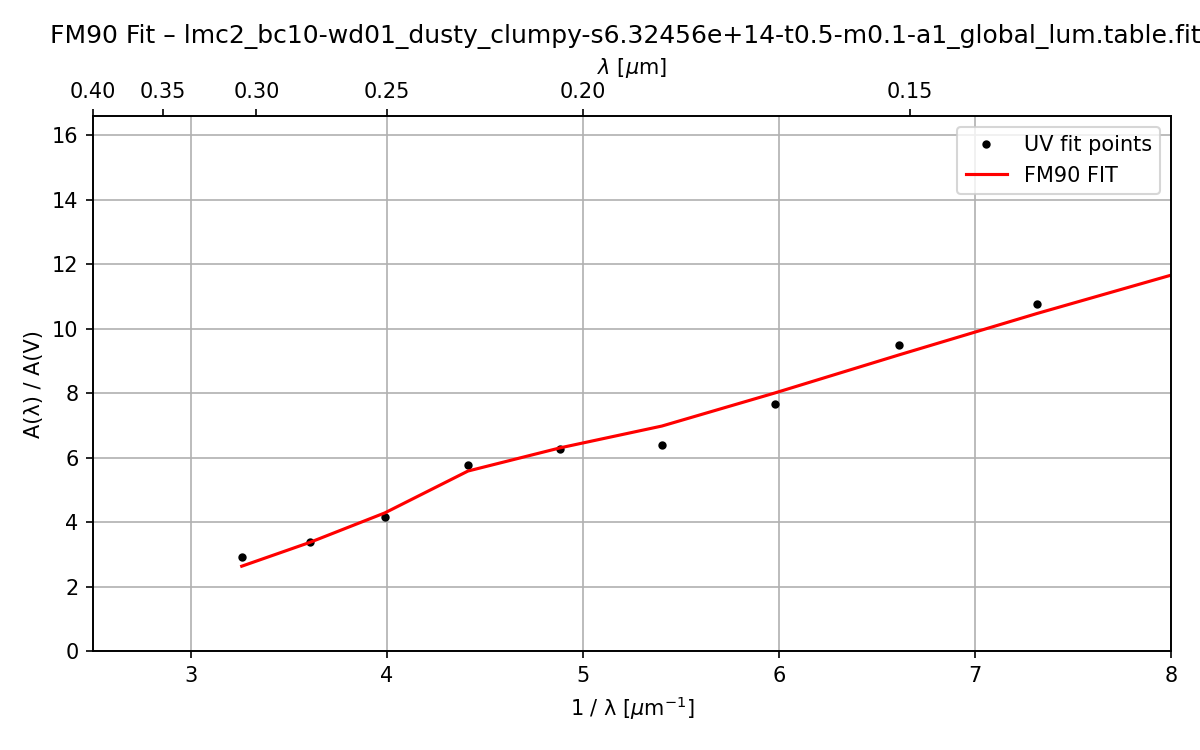 FM90 Fit – lmc2_bc10-wd01_dusty_clumpy-s6.32456e+14-t0.5-m0.1-a1_global_lum.table.fit
λ [μm]
0.40 0.35 0.30 0.25 0.20 0.15
UV fit points
FM90 FIT
A(λ) / A(V)
16
14
12
10
8
6
4
2
0
3 4 5 6 7 8
1 / λ [μm⁻¹]